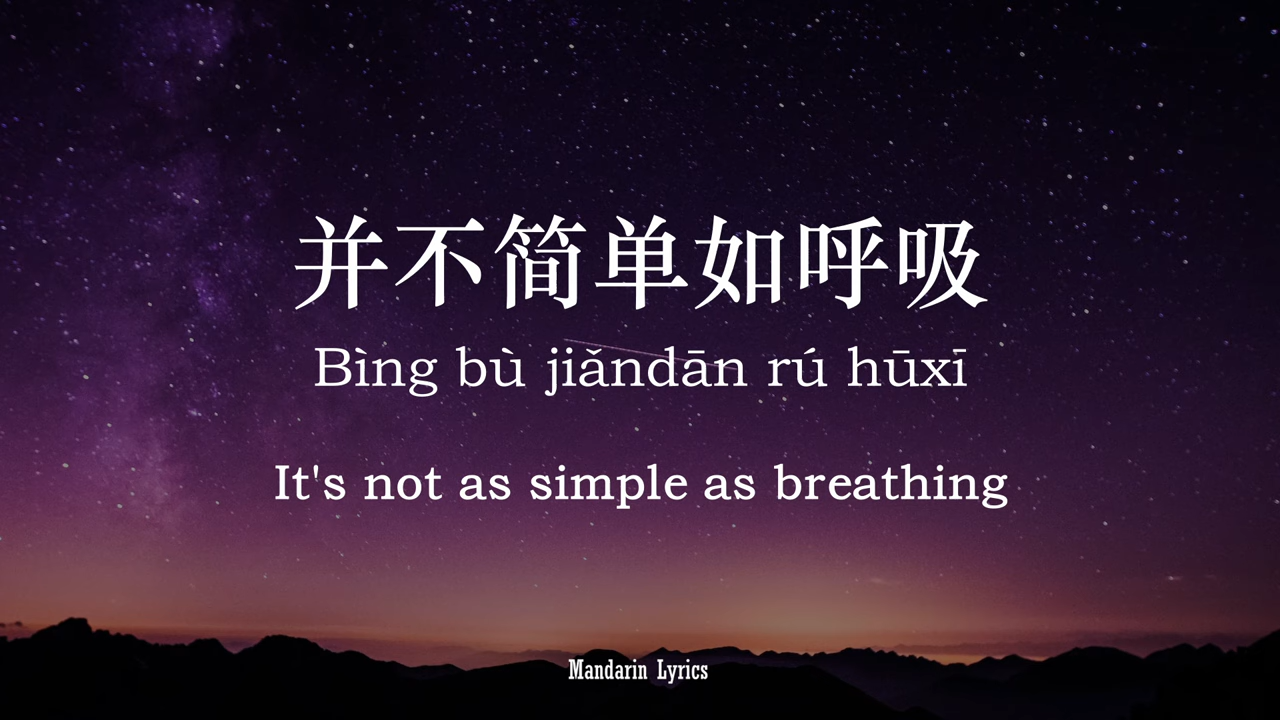 并不简单如呼吸
Bìng bù jiǎndān rú hūxī
It's not as simple as breathing
Mandarin Lyrics